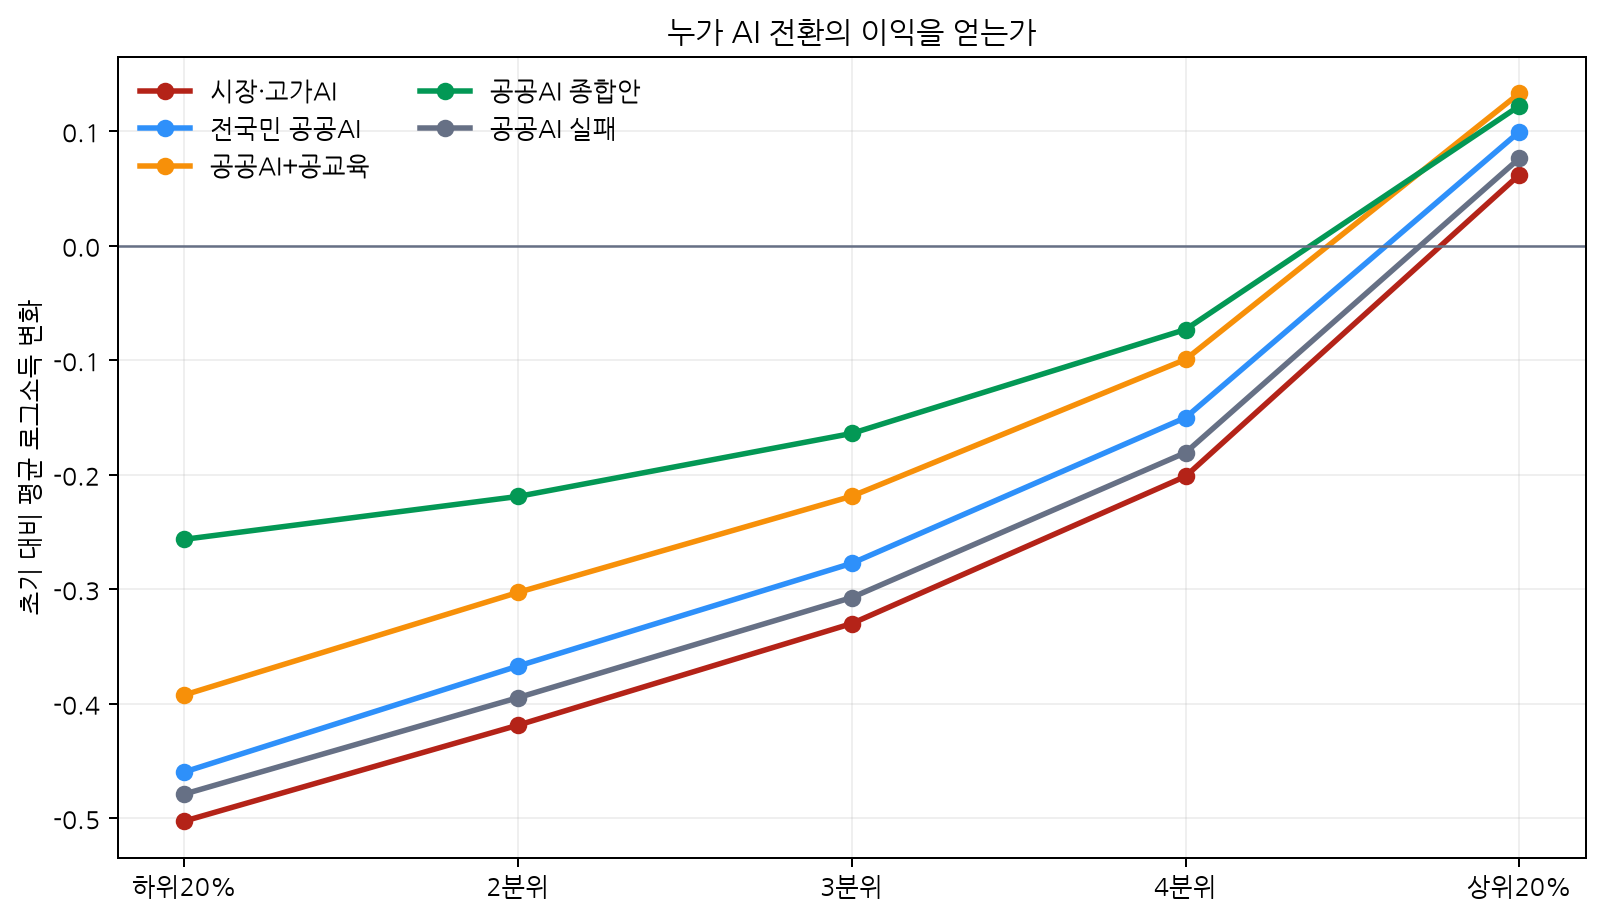 누가 AI 전환의 이익을 얻는가
시장·고가AI
전국민 공공AI
공공AI+공교육
공공AI 종합안
공공AI 실패
초기 대비 평균 로그소득 변화
0.1
0.0
-0.1
-0.2
-0.3
-0.4
-0.5
하위20%
2분위
3분위
4분위
상위20%